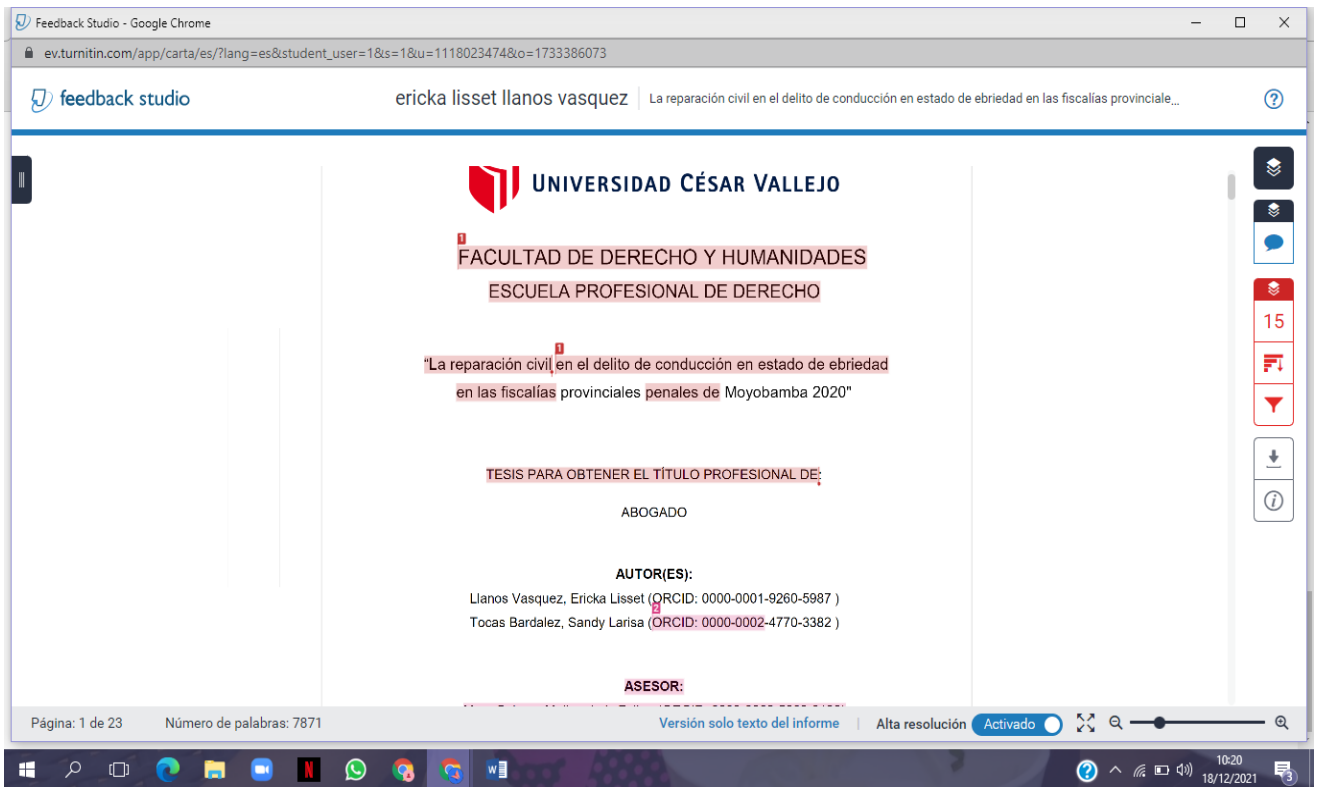 Feedback Studio - Google Chrome
ev.turnitin.com/app/carta/es/?lang=es&student_user=1&s=1&u=1118023474&o=1733386073
feedback studio
ericka lisset llanos vasquez
La reparación civil en el delito de conducción en estado de ebriedad en las fiscalías provinciale...
UNIVERSIDAD CÉSAR VALLEJO
1
FACULTAD DE DERECHO Y HUMANIDADES
ESCUELA PROFESIONAL DE DERECHO
15
1
“La reparación civil en el delito de conducción en estado de ebriedad
en las fiscalías provinciales penales de Moyobamba 2020"
TESIS PARA OBTENER EL TÍTULO PROFESIONAL DE:
ABOGADO
AUTOR(ES):
Llanos Vasquez, Ericka Lisset (ORCID: 0000-0001-9260-5987 )
2
Tocas Bardalez, Sandy Larisa (ORCID: 0000-0002-4770-3382 )
ASESOR:
Página: 1 de 23
Número de palabras: 7871
Versión solo texto del informe
Alta resolución
Activado
10:20
18/12/2021
3